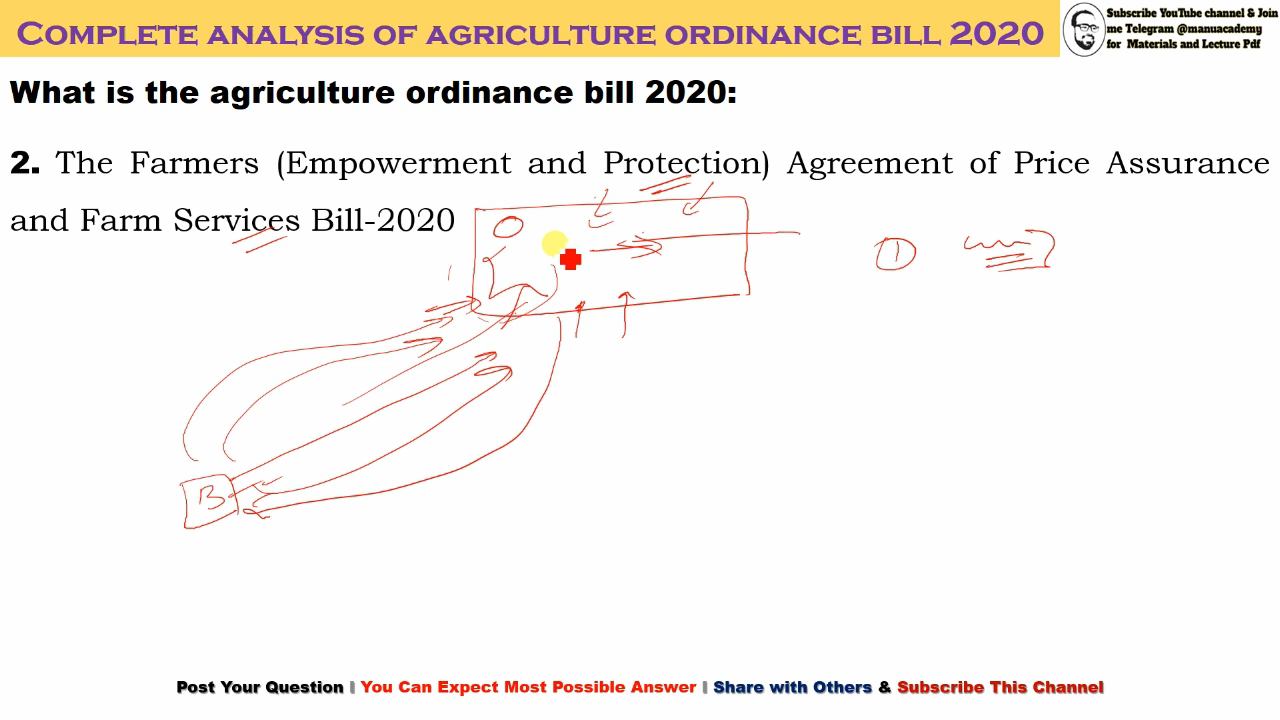 COMPLETE ANALYSIS OF AGRICULTURE ORDINANCE BILL 2020
Subscribe YouTube channel & Join
me Telegram @manuacademy
for Materials and Lecture Pdf
What is the agriculture ordinance bill 2020:
2. The Farmers (Empowerment and Protection) Agreement of Price Assurance
and Farm Services Bill-2020
1
B
Post Your Question | You Can Expect Most Possible Answer | Share with Others & Subscribe This Channel